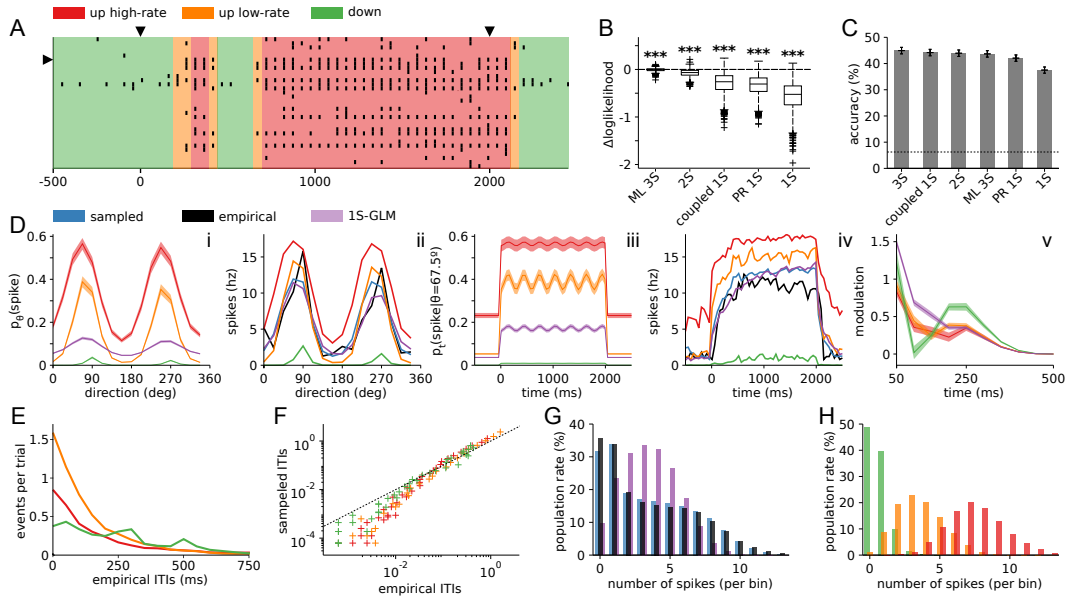 up high-rate
up low-rate
down
A
-500
0
1000
2000
B
Δloglikelihood
0
-1
-2
***
***
***
***
***
ML 3S
2S
coupled 1S
PR 1S
1S
C
accuracy (%)
50
40
30
20
10
0
3S
coupled 1S
2S
ML 3S
PR 1S
1S
sampled
empirical
1S-GLM
D
i
pθ(spike)
0.6
0.4
0.2
0
0
90
180
270
360
direction (deg)
ii
spikes (hz)
15
10
5
0
0
90
180
270
360
direction (deg)
iii
pt(spike|θ=67.5º)
0.6
0.4
0.2
0
0
1000
2000
time (ms)
iv
spikes (hz)
15
10
5
0
0
1000
2000
time (ms)
v
modulation
1.5
1
0.5
0
50
250
500
E
events per trial
1.5
1
0.5
0
0
250
500
750
empirical ITIs (ms)
F
sampled ITIs
10^0
10^-2
10^-4
10^-2
10^0
empirical ITIs
G
population rate (%)
50
40
30
20
10
0
0
5
10
number of spikes (per bin)
H
population rate (%)
50
40
30
20
10
0
0
5
10
number of spikes (per bin)